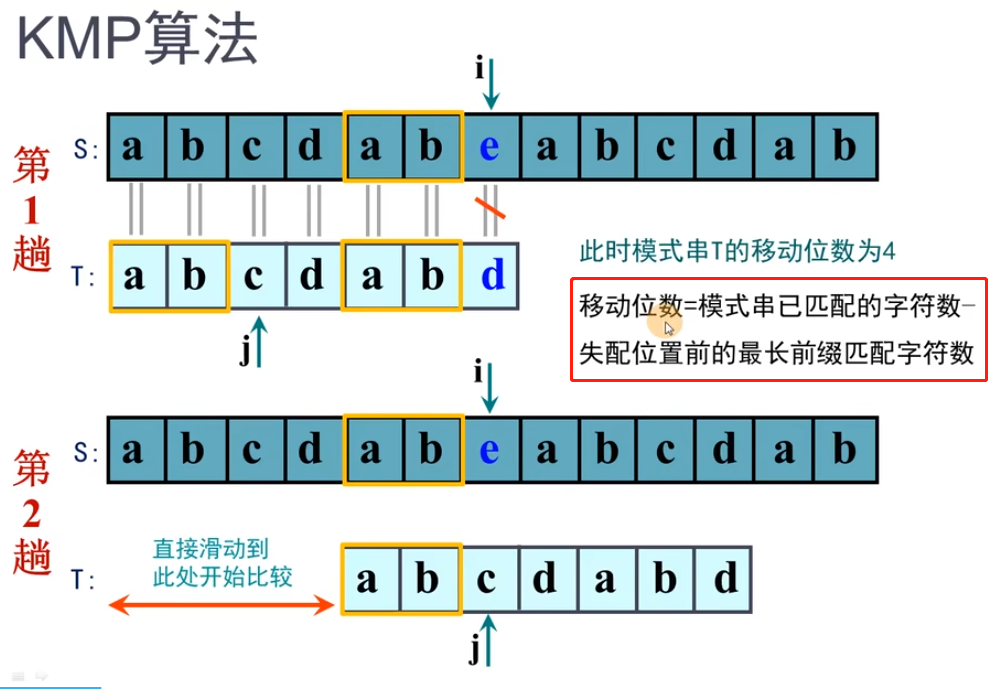 KMP算法
i
第1趟
S: a b c d a b e a b c d a b
T: a b c d a b d
j
此时模式串T的移动位数为4
移动位数=模式串已匹配的字符数-
失配位置前的最长前缀匹配字符数
i
第2趟
S: a b c d a b e a b c d a b
直接滑动到
此处开始比较
T: a b c d a b d
j